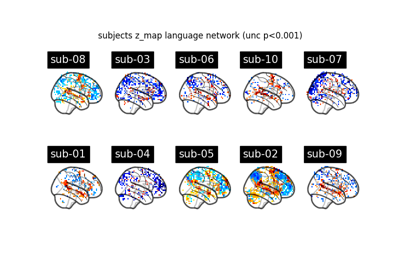 subjects z_map language network (unc p<0.001)
sub-08 sub-03 sub-06 sub-10 sub-07
sub-01 sub-04 sub-05 sub-02 sub-09